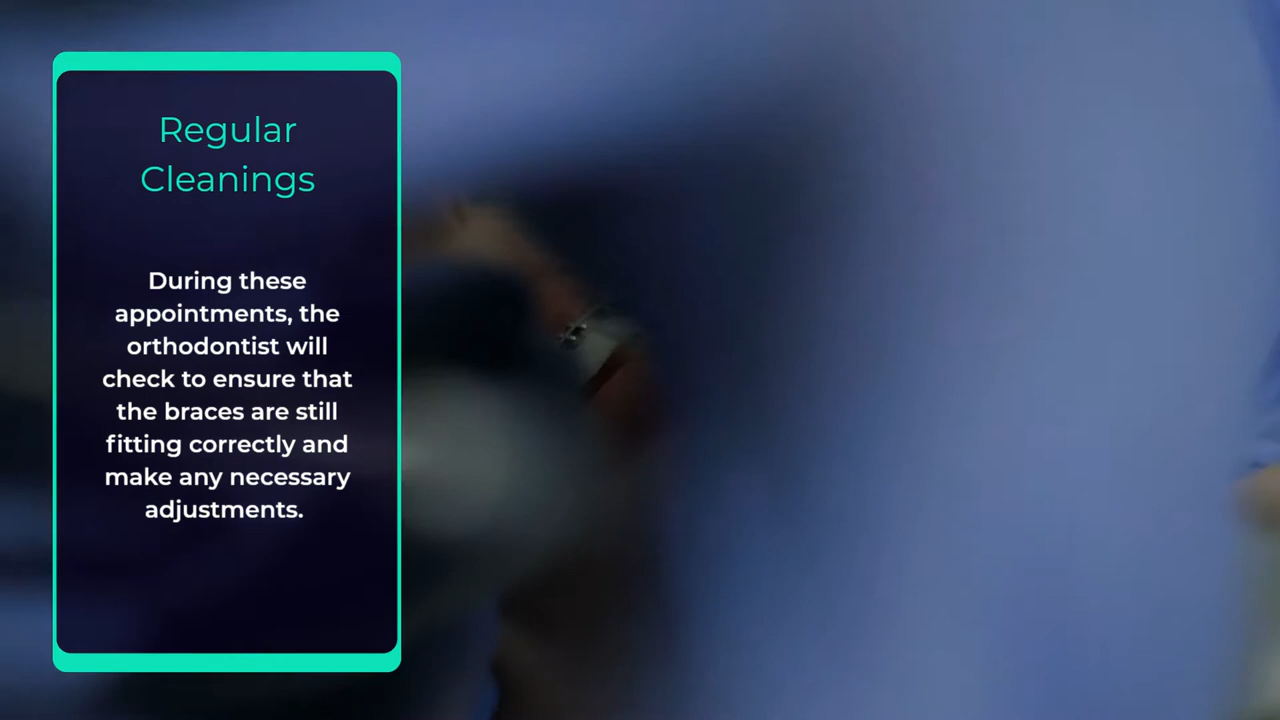 Regular
Cleanings
During these
appointments, the
orthodontist will
check to ensure that
the braces are still
fitting correctly and
make any necessary
adjustments.